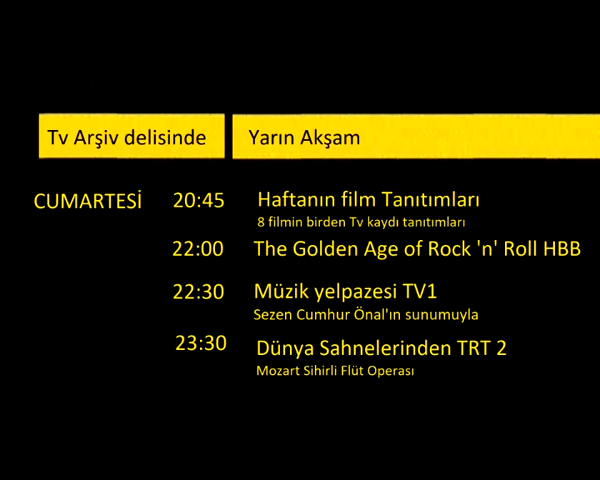 Tv Arşiv delisinde Yarın Akşam
CUMARTESİ 20:45 Haftanın film Tanıtımları
8 filmin birden Tv kaydı tanıtımları
22:00 The Golden Age of Rock 'n' Roll HBB
22:30 Müzik yelpazesi TV1
Sezen Cumhur Önal'ın sunumuyla
23:30 Dünya Sahnelerinden TRT 2
Mozart Sihirli Flüt Operası